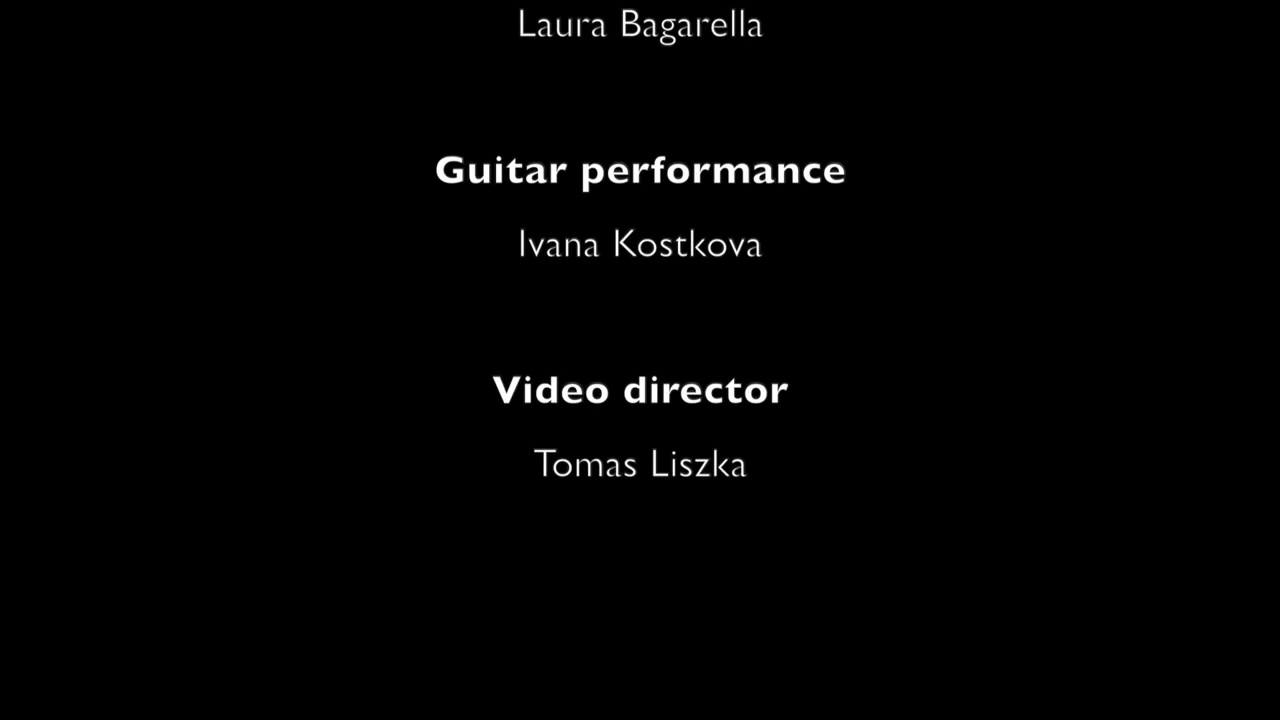 Laura Bagarella
Guitar performance
Ivana Kostkova
Video director
Tomas Liszka